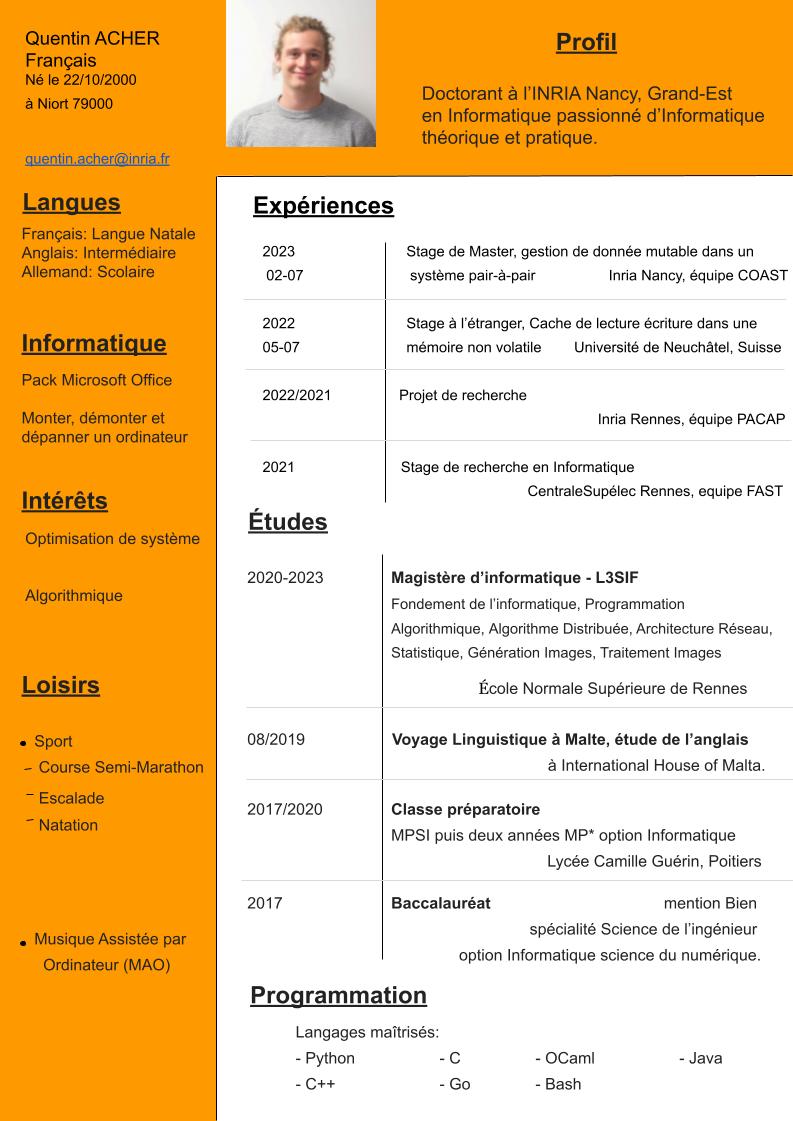 Quentin ACHER
Français
Né le 22/10/2000
à Niort 79000
quentin.acher@inria.fr
Profil
Doctorant à l’INRIA Nancy, Grand-Est
en Informatique passionné d’Informatique
théorique et pratique.
Langues
Français: Langue Natale
Anglais: Intermédiaire
Allemand: Scolaire
Informatique
Pack Microsoft Office
Monter, démonter et
dépanner un ordinateur
Intérêts
Optimisation de système
Algorithmique
Loisirs
Sport
– Course Semi-Marathon
– Escalade
– Natation
Musique Assistée par
Ordinateur (MAO)
Expériences
2023 Stage de Master, gestion de donnée mutable dans un
02-07 système pair-à-pair Inria Nancy, équipe COAST
2022 Stage à l’étranger, Cache de lecture écriture dans une
05-07 mémoire non volatile Université de Neuchâtel, Suisse
2022/2021 Projet de recherche
Inria Rennes, équipe PACAP
2021 Stage de recherche en Informatique
CentraleSupélec Rennes, equipe FAST
Études
2020-2023 Magistère d’informatique - L3SIF
Fondement de l’informatique, Programmation
Algorithmique, Algorithme Distribuée, Architecture Réseau,
Statistique, Génération Images, Traitement Images
École Normale Supérieure de Rennes
08/2019 Voyage Linguistique à Malte, étude de l’anglais
à International House of Malta.
2017/2020 Classe préparatoire
MPSI puis deux années MP* option Informatique
Lycée Camille Guérin, Poitiers
2017 Baccalauréat mention Bien
spécialité Science de l’ingénieur
option Informatique science du numérique.
Programmation
Langages maîtrisés:
- Python - C - OCaml - Java
- C++ - Go - Bash